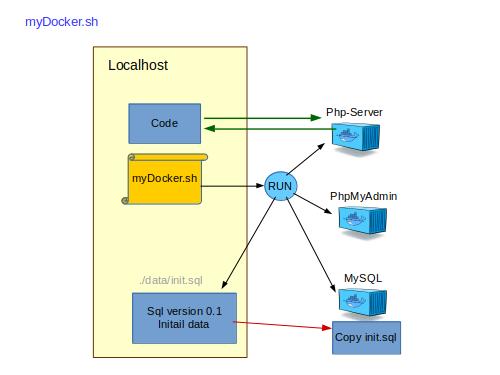 myDocker.sh
Localhost
Php-Server
Code
myDocker.sh
RUN
PhpMyAdmin
./data/init.sql
MySQL
Sql version 0.1
Initail data
Copy init.sql